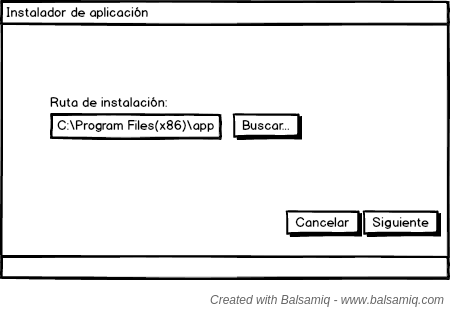 Instalador de aplicación
Ruta de instalación:
C:\Program Files(x86)\app
Buscar...
Cancelar
Siguiente
Created with Balsamiq - www.balsamiq.com